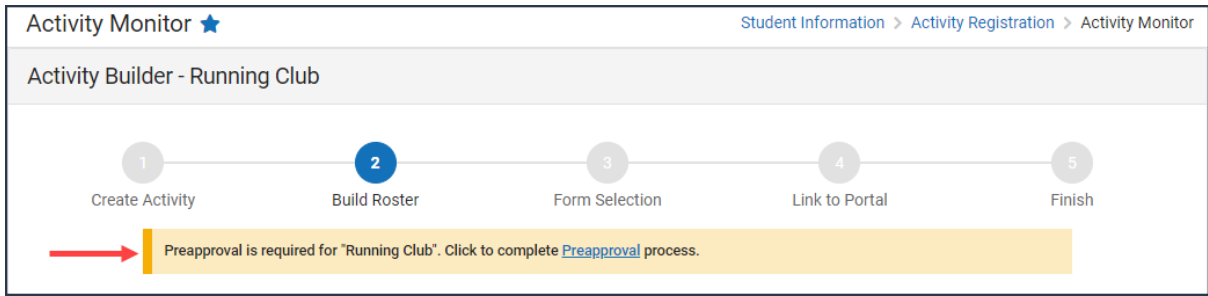 Activity Monitor
Student Information > Activity Registration > Activity Monitor
Activity Builder - Running Club
1
2
3
4
5
Create Activity
Build Roster
Form Selection
Link to Portal
Finish
Preapproval is required for "Running Club". Click to complete Preapproval process.